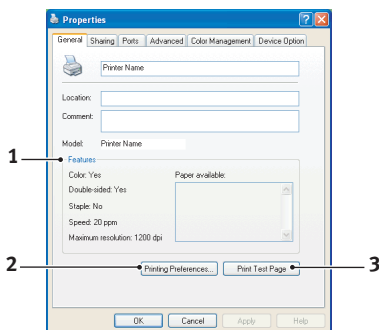 Properties
General Sharing Ports Advanced Color Management Device Option
Printer Name
Location:
Comment:
Model: Printer Name
1
Features
Color: Yes Paper available:
Double-sided: Yes
Staple: No
Speed: 20 ppm
Maximum resolution: 1200 dpi
2 Printing Preferences... Print Test Page 3
OK Cancel Apply Help